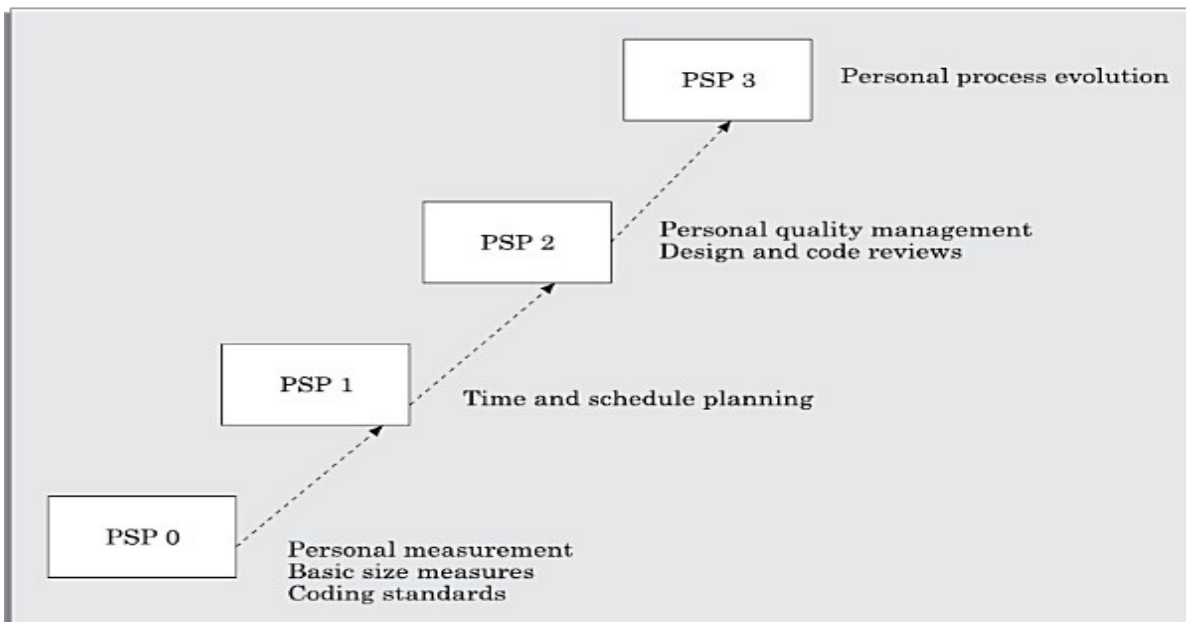 PSP 3
Personal process evolution
PSP 2
Personal quality management
Design and code reviews
PSP 1
Time and schedule planning
PSP 0
Personal measurement
Basic size measures
Coding standards